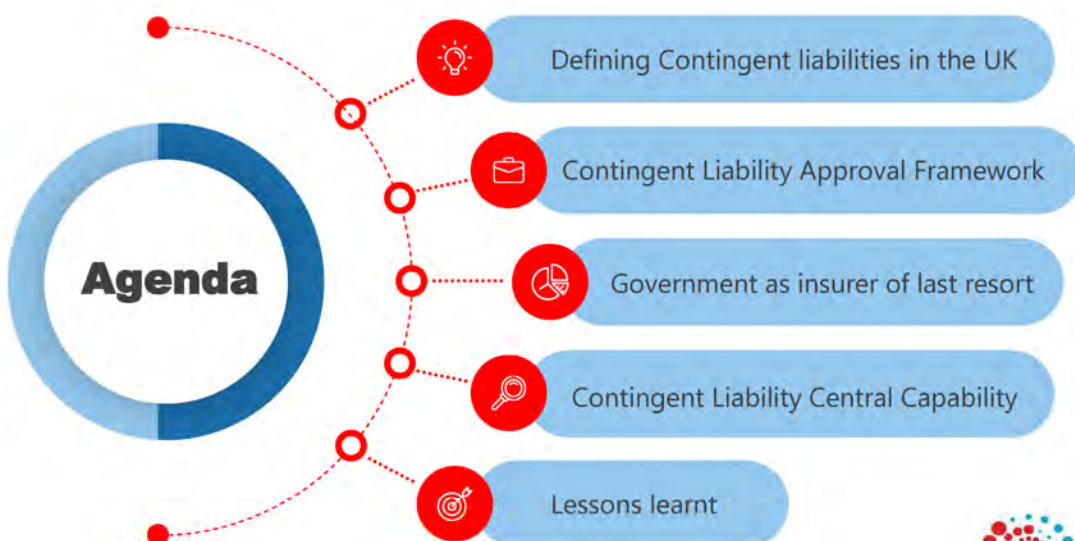 Agenda
Defining Contingent liabilities in the UK
Contingent Liability Approval Framework
Government as insurer of last resort
Contingent Liability Central Capability
Lessons learnt